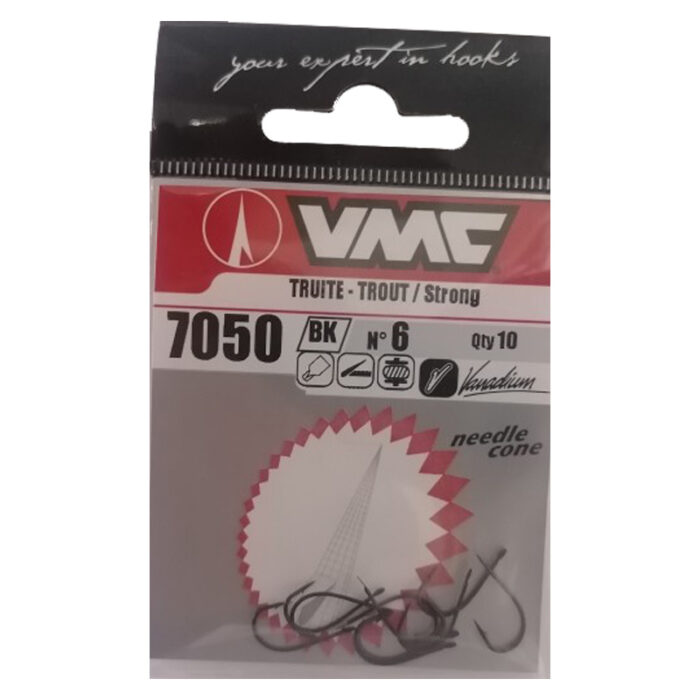 your expert in hooks
VMC
TRUITE - TROUT / Strong
7050 BK N° 6 Qty 10
Vanadium
needle
cone